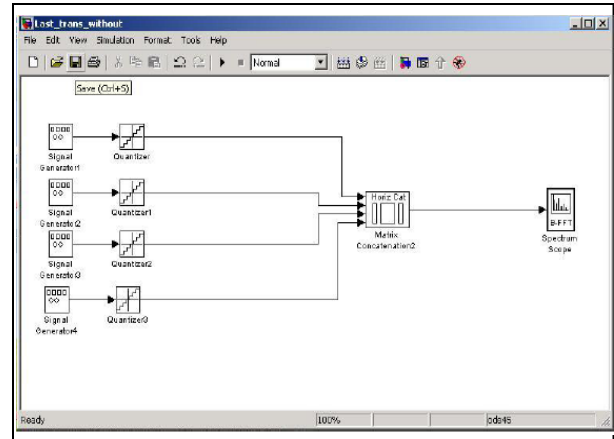 Last_trans_without
File Edit View Simulation Format Tools Help
Normal
Save (Ctrl+S)
Signal
Generator1
Quantizer
Signal
Generator2
Quantizer1
Signal
Generator3
Quantizer2
Signal
Generator4
Quantizer3
Horiz Cat
Matrix
Concatenation2
B-FFT
Spectrum
Scope
Ready
100%
ode45